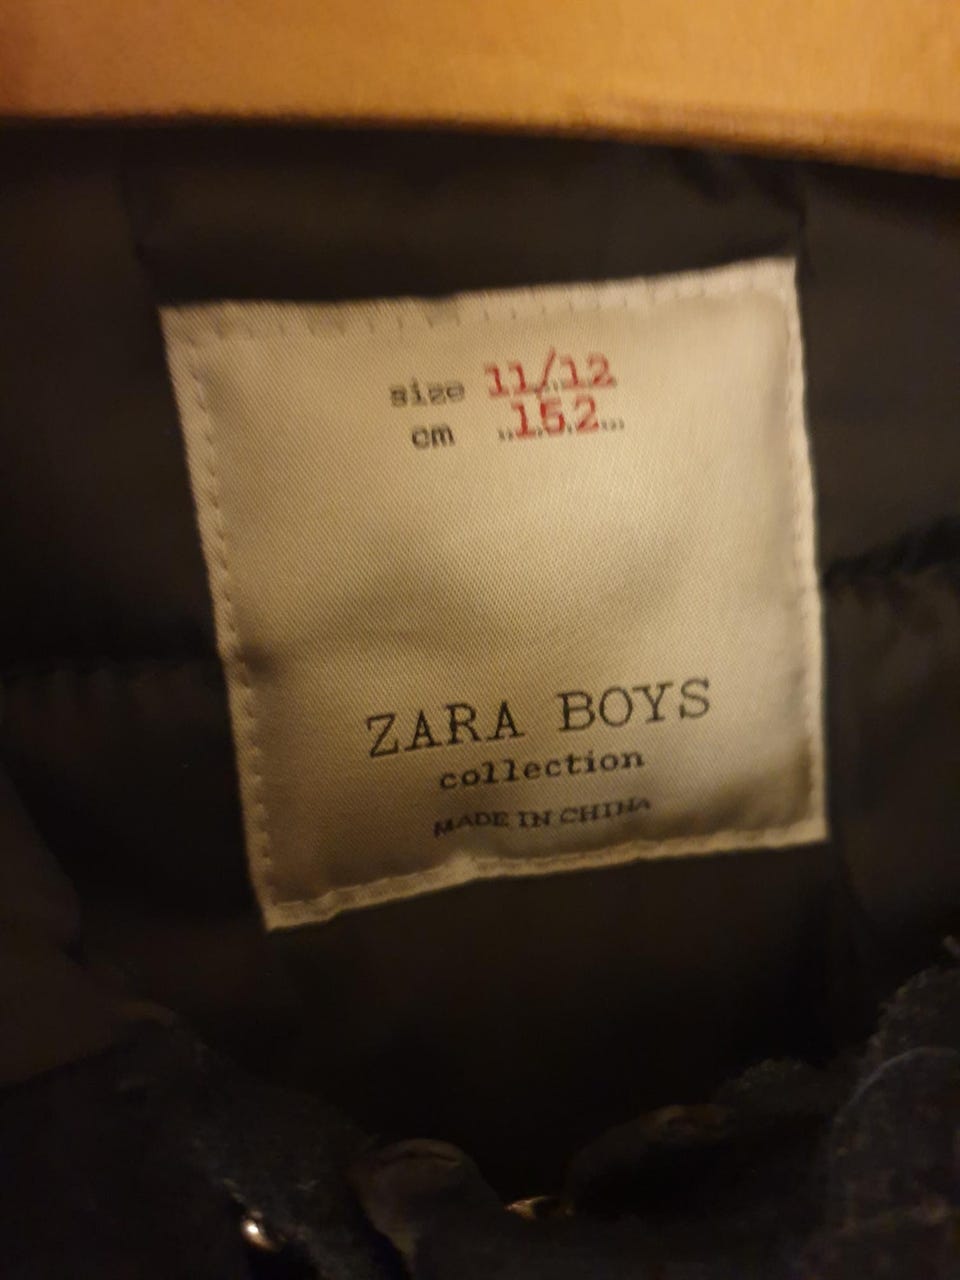 size 11/12
cm 152
ZARA BOYS
collection
MADE IN CHINA